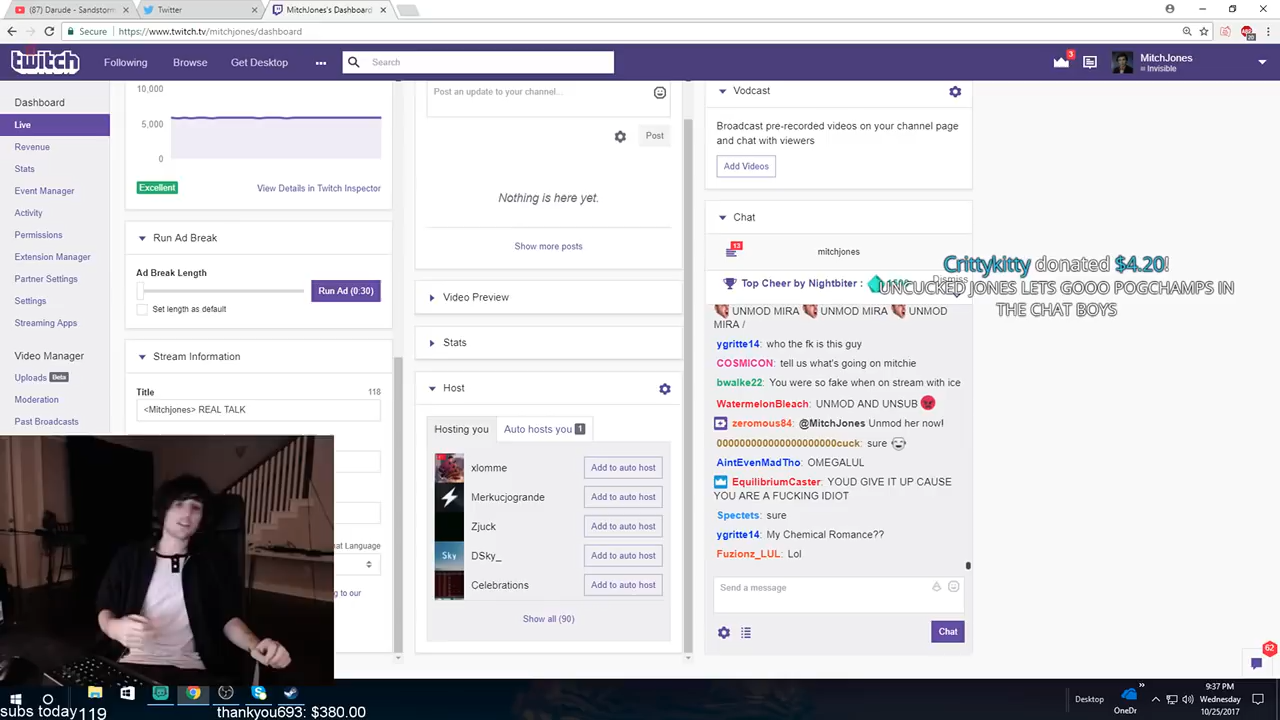 (87) Darude - Sandstorm
Twitter
MitchJones's Dashboard
Secure
https://www.twitch.tv/mitchjones/dashboard
twitch
Following
Browse
Get Desktop
Search
3
MitchJones
Invisible
Dashboard
Live
Revenue
Stats
Event Manager
Activity
Permissions
Extension Manager
Partner Settings
Settings
Streaming Apps
Video Manager
Uploads Beta
Moderation
Past Broadcasts
10,000
5,000
0
Excellent
View Details in Twitch Inspector
Run Ad Break
Ad Break Length
Run Ad (0:30)
Set length as default
Stream Information
Title
118
<Mitchjones> REAL TALK
hat Language
g to our
Post an update to your channel...
Post
Nothing is here yet.
Show more posts
Video Preview
Stats
Host
Hosting you
Auto hosts you 1
xlomme
Add to auto host
Merkucjogrande
Add to auto host
Zjuck
Add to auto host
Sky
DSky_
Add to auto host
Celebrations
Add to auto host
Show all (90)
Vodcast
Broadcast pre-recorded videos on your channel page
and chat with viewers
Add Videos
Chat
13
mitchjones
Crittykitty donated $4.20!
UNCUCKED JONES LETS GOOO POGCHAMPS IN
THE CHAT BOYS
Dismiss
Top Cheer by Nightbiter :
UNMOD MIRA UNMOD MIRA UNMOD
MIRA /
ygritte14: who the fk is this guy
COSMICON: tell us what's going on mitchie
bwalke22: You were so fake when on stream with ice
WatermelonBleach: UNMOD AND UNSUB
zeromous84: @MitchJones Unmod her now!
000000000000000000000cuck: sure
AintEvenMadTho: OMEGALUL
EquilibriumCaster: YOUD GIVE IT UP CAUSE
YOU ARE A FUCKING IDIOT
Spectets: sure
ygritte14: My Chemical Romance??
Fuzionz_LUL: Lol
Send a message
Chat
62
subs today 119
thankyou693: $380.00
Desktop
OneDr
9:37 PM
Wednesday
10/25/2017